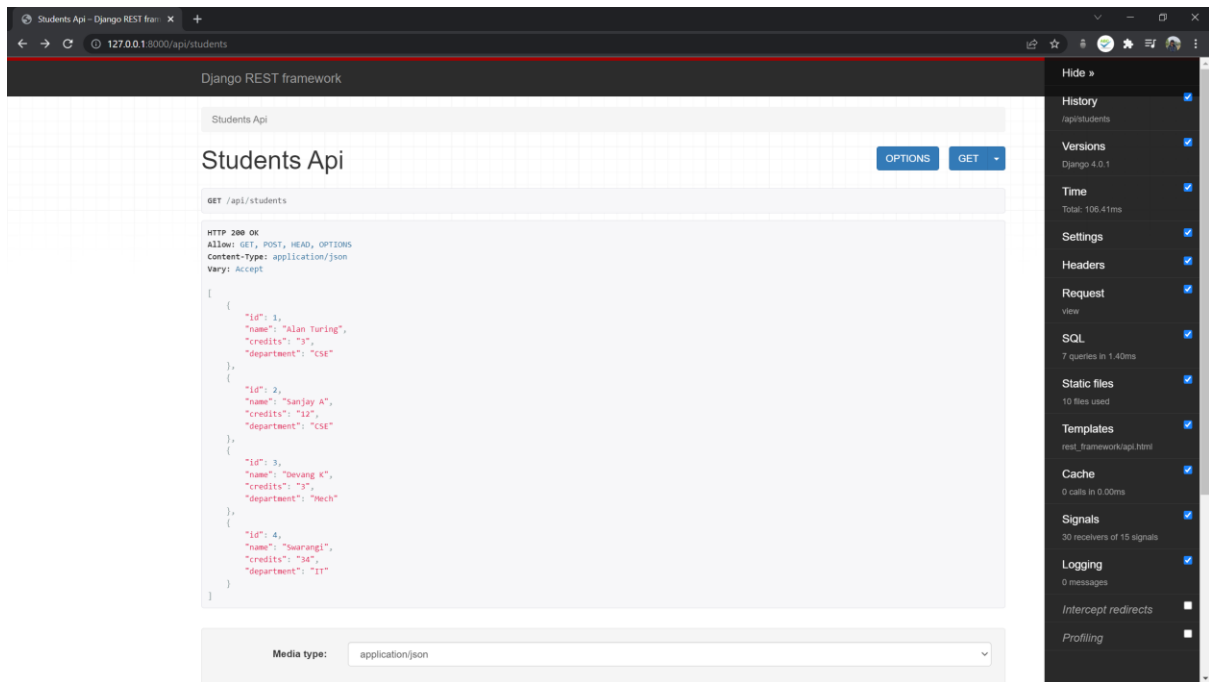 Students Api – Django REST fram
127.0.0.1:8000/api/students
Django REST framework
Students Api
Students Api
OPTIONS GET
GET /api/students
HTTP 200 OK
Allow: GET, POST, HEAD, OPTIONS
Content-Type: application/json
Vary: Accept
[
{
"id": 1,
"name": "Alan Turing",
"credits": "3",
"department": "CSE"
},
{
"id": 2,
"name": "Sanjay A",
"credits": "12",
"department": "CSE"
},
{
"id": 3,
"name": "Devang K",
"credits": "3",
"department": "Mech"
},
{
"id": 4,
"name": "Swarangi",
"credits": "34",
"department": "IT"
}
]
Media type: application/json
Hide »
History
/api/students
Versions
Django 4.0.1
Time
Total: 106.41ms
Settings
Headers
Request
view
SQL
7 queries in 1.40ms
Static files
10 files used
Templates
rest_framework/api.html
Cache
0 calls in 0.00ms
Signals
30 receivers of 15 signals
Logging
0 messages
Intercept redirects
Profiling